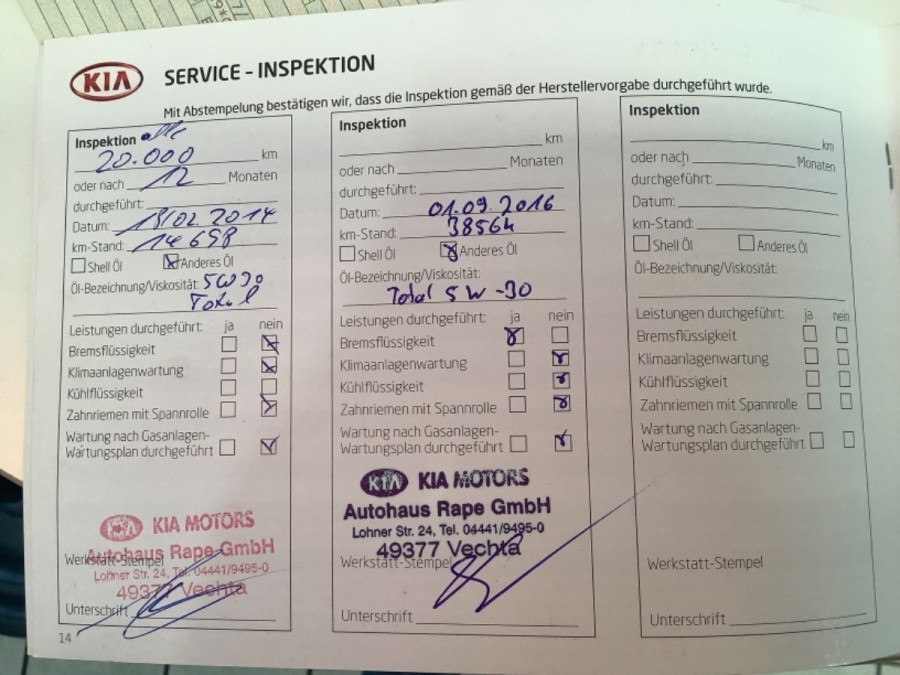 KIA SERVICE - INSPEKTION
Mit Abstempelung bestätigen wir, dass die Inspektion gemäß der Herstellervorgabe durchgeführt wurde.
Inspektion alle
20.000 km
oder nach 12 Monaten
durchgeführt:
Datum: 18/02 2014
km-Stand: 14698
Shell Öl Anderes Öl
Öl-Bezeichnung/Viskosität: 5W30
Total
Leistungen durchgeführt: ja nein
Bremsflüssigkeit
Klimaanlagenwartung
Kühlflüssigkeit
Zahnriemen mit Spannrolle
Wartung nach Gasanlagen-
Wartungsplan durchgeführt
KIA KIA MOTORS
Autohaus Rape GmbH
Werkstatt-Stempel
Lohner Str. 24, Tel. 04441/9495-0
49377 Vechta
Unterschrift
14
Inspektion
km
oder nach Monaten
durchgeführt:
Datum: 01.09.2016
km-Stand: 38564
Shell Öl Anderes Öl
Öl-Bezeichnung/Viskosität:
Total 5W-30
Leistungen durchgeführt: ja nein
Bremsflüssigkeit
Klimaanlagenwartung
Kühlflüssigkeit
Zahnriemen mit Spannrolle
Wartung nach Gasanlagen-
Wartungsplan durchgeführt
KIA KIA MOTORS
Autohaus Rape GmbH
Lohner Str. 24, Tel. 04441/9495-0
49377 Vechta
Werkstatt-Stempel
Unterschrift
Inspektion
km
oder nach Monaten
durchgeführt:
Datum:
km-Stand:
Shell Öl Anderes Öl
Öl-Bezeichnung/Viskosität:
Leistungen durchgeführt: ja nein
Bremsflüssigkeit
Klimaanlagenwartung
Kühlflüssigkeit
Zahnriemen mit Spannrolle
Wartung nach Gasanlagen-
Wartungsplan durchgeführt
Werkstatt-Stempel
Unterschrift